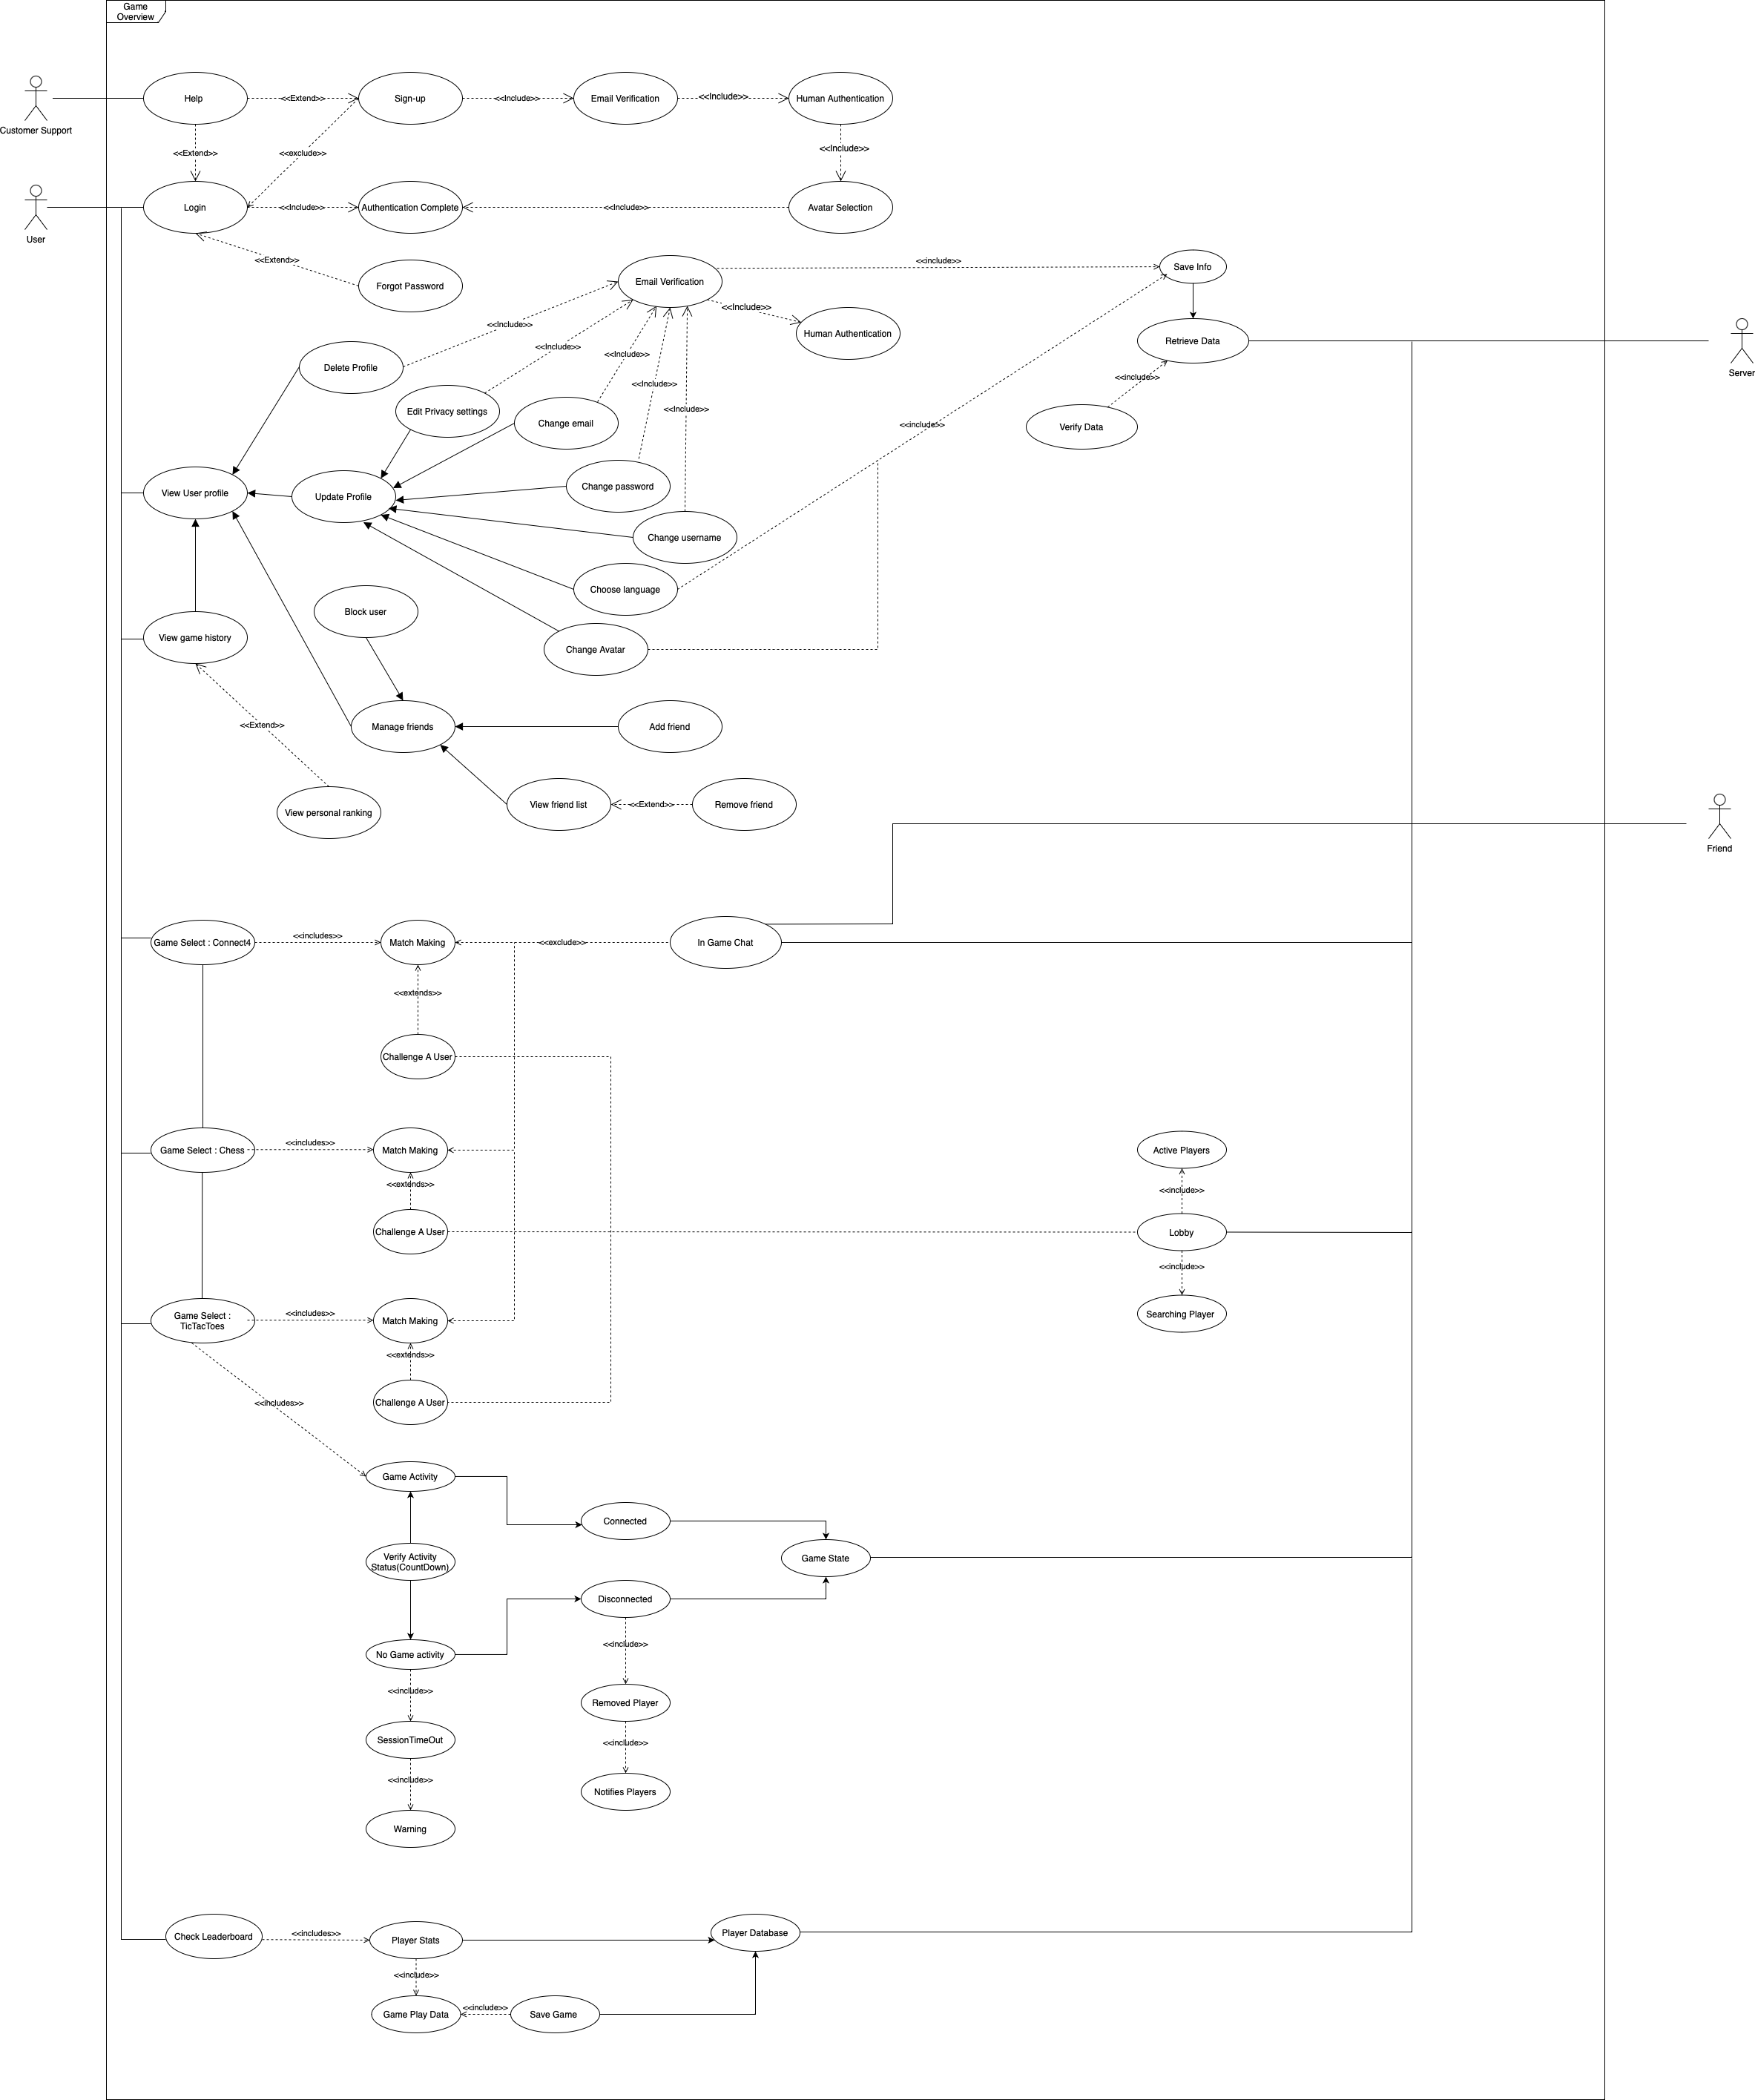 Game
Overview
Customer Support
Help
<<Extend>>
Sign-up
<<Include>>
Email Verification
<<Include>>
Human Authentication
<<Extend>>
<<exclude>>
<<Include>>
User
Login
<<Include>>
Authentication Complete
<<Include>>
Avatar Selection
<<Extend>>
Forgot Password
Email Verification
<<include>>
Save Info
<<Include>>
Human Authentication
<<Include>>
<<Include>>
<<Include>>
<<Include>>
<<Include>>
Retrieve Data
Server
<<include>>
Verify Data
<<include>>
Delete Profile
Edit Privacy settings
Change email
Change password
View User profile
Update Profile
Change username
Choose language
Block user
View game history
Change Avatar
<<Extend>>
Manage friends
Add friend
View personal ranking
View friend list
<<Extend>>
Remove friend
Friend
Game Select : Connect4
<<includes>>
Match Making
<<exclude>>
In Game Chat
<<extends>>
Challenge A User
Game Select : Chess
<<includes>>
Match Making
Active Players
<<extends>>
<<include>>
Challenge A User
Lobby
<<include>>
Game Select :
TicTacToes
<<includes>>
Match Making
Searching Player
<<extends>>
Challenge A User
<<includes>>
Game Activity
Connected
Verify Activity
Status(CountDown)
Game State
Disconnected
<<include>>
No Game activity
<<include>>
Removed Player
SessionTimeOut
<<include>>
<<include>>
Notifies Players
Warning
Check Leaderboard
<<includes>>
Player Stats
Player Database
<<include>>
Game Play Data
<<include>>
Save Game